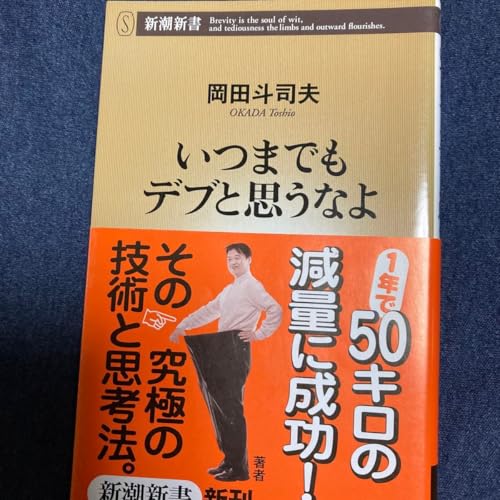 S
新潮新書
Brevity is the soul of wit,
and tediousness the limbs and outward flourishes.
岡田斗司夫
OKADA Toshio
いつまでも
デブと思うなよ
1年で
50キロの
減量に成功!
著者
その 究極の
技術と思考法。
新潮新書
新刊